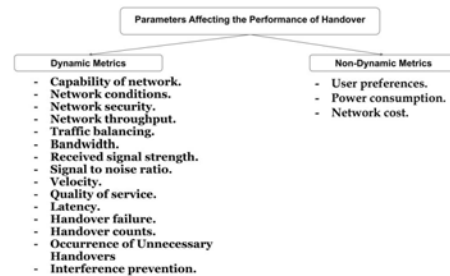 Parameters Affecting the Performance of Handover
Dynamic Metrics
- Capability of network.
- Network conditions.
- Network security.
- Network throughput.
- Traffic balancing.
- Bandwidth.
- Received signal strength.
- Signal to noise ratio.
- Velocity.
- Quality of service.
- Latency.
- Handover failure.
- Handover counts.
- Occurrence of Unnecessary
Handovers
- Interference prevention.
Non-Dynamic Metrics
- User preferences.
- Power consumption.
- Network cost.